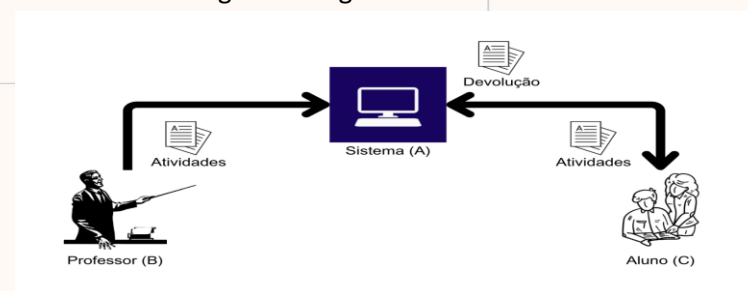 Devolução
Atividades
Sistema (A)
Atividades
Professor (B)
Aluno (C)